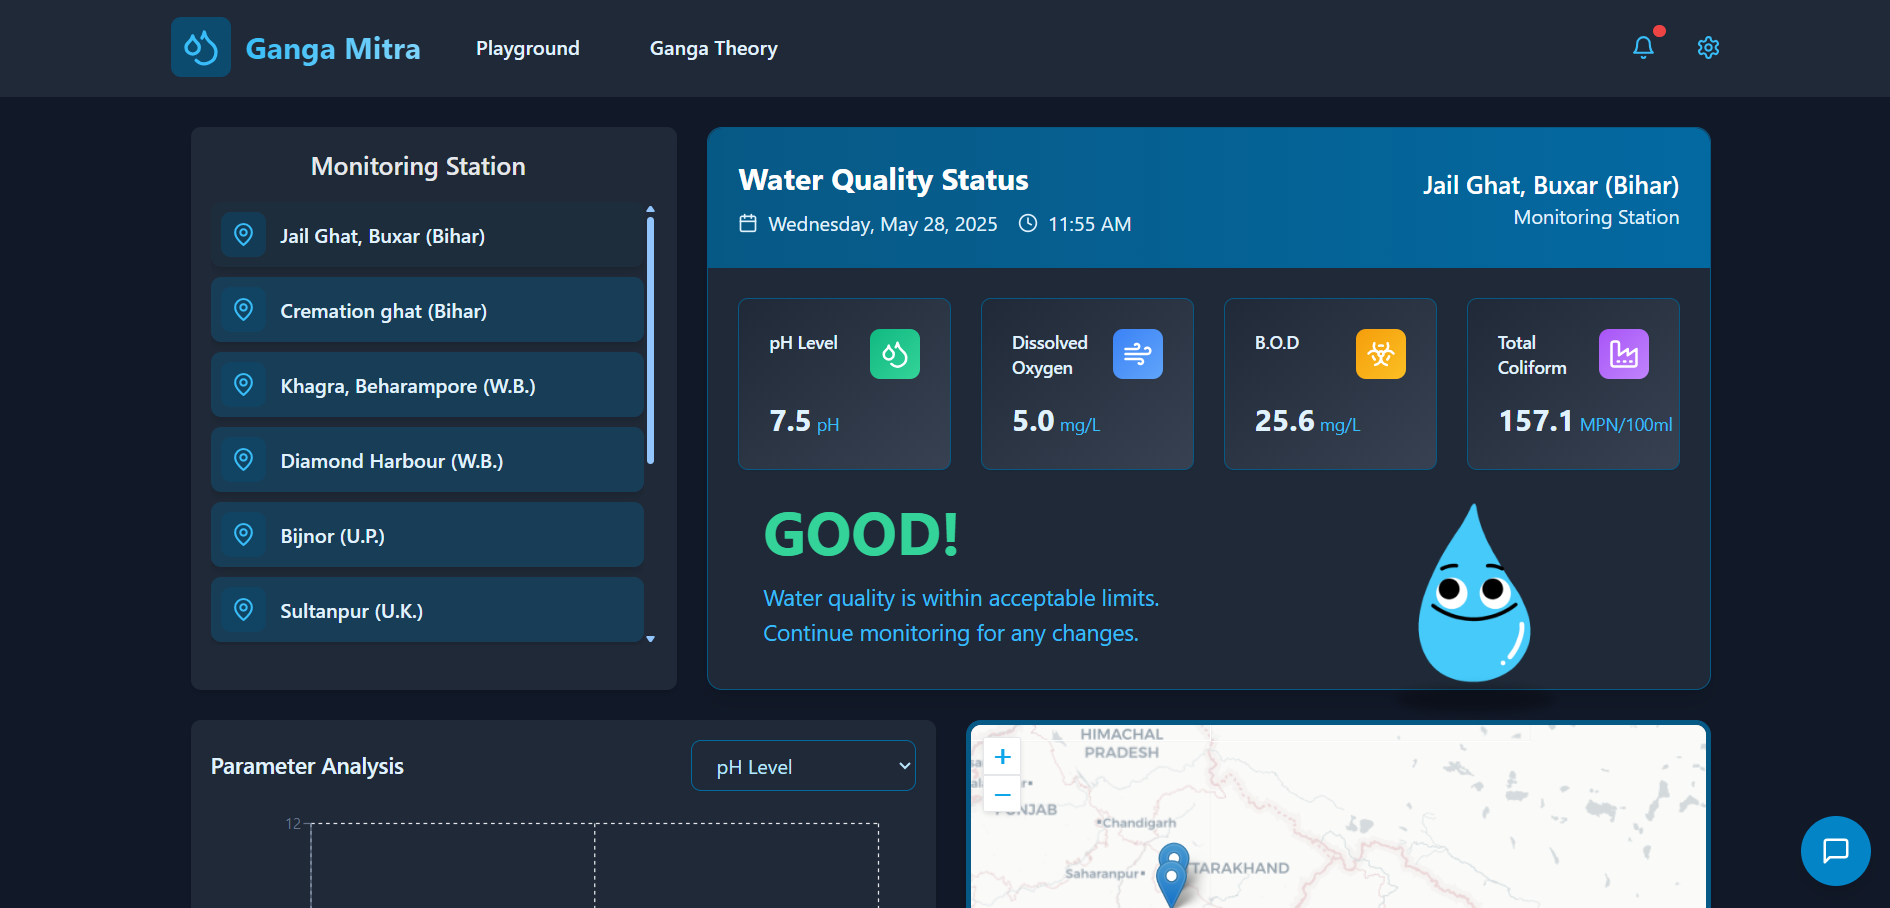 Ganga Mitra
Playground
Ganga Theory
Monitoring Station
Jail Ghat, Buxar (Bihar)
Cremation ghat (Bihar)
Khagra, Beharampore (W.B.)
Diamond Harbour (W.B.)
Bijnor (U.P.)
Sultanpur (U.K.)
Water Quality Status
Wednesday, May 28, 2025 11:55 AM
Jail Ghat, Buxar (Bihar)
Monitoring Station
pH Level
7.5 pH
Dissolved
Oxygen
5.0 mg/L
B.O.D
25.6 mg/L
Total
Coliform
157.1 MPN/100ml
GOOD!
Water quality is within acceptable limits.
Continue monitoring for any changes.
Parameter Analysis
pH Level
12
+
−
HIMACHAL
PRADESH
Chandigarh
Saharanpur